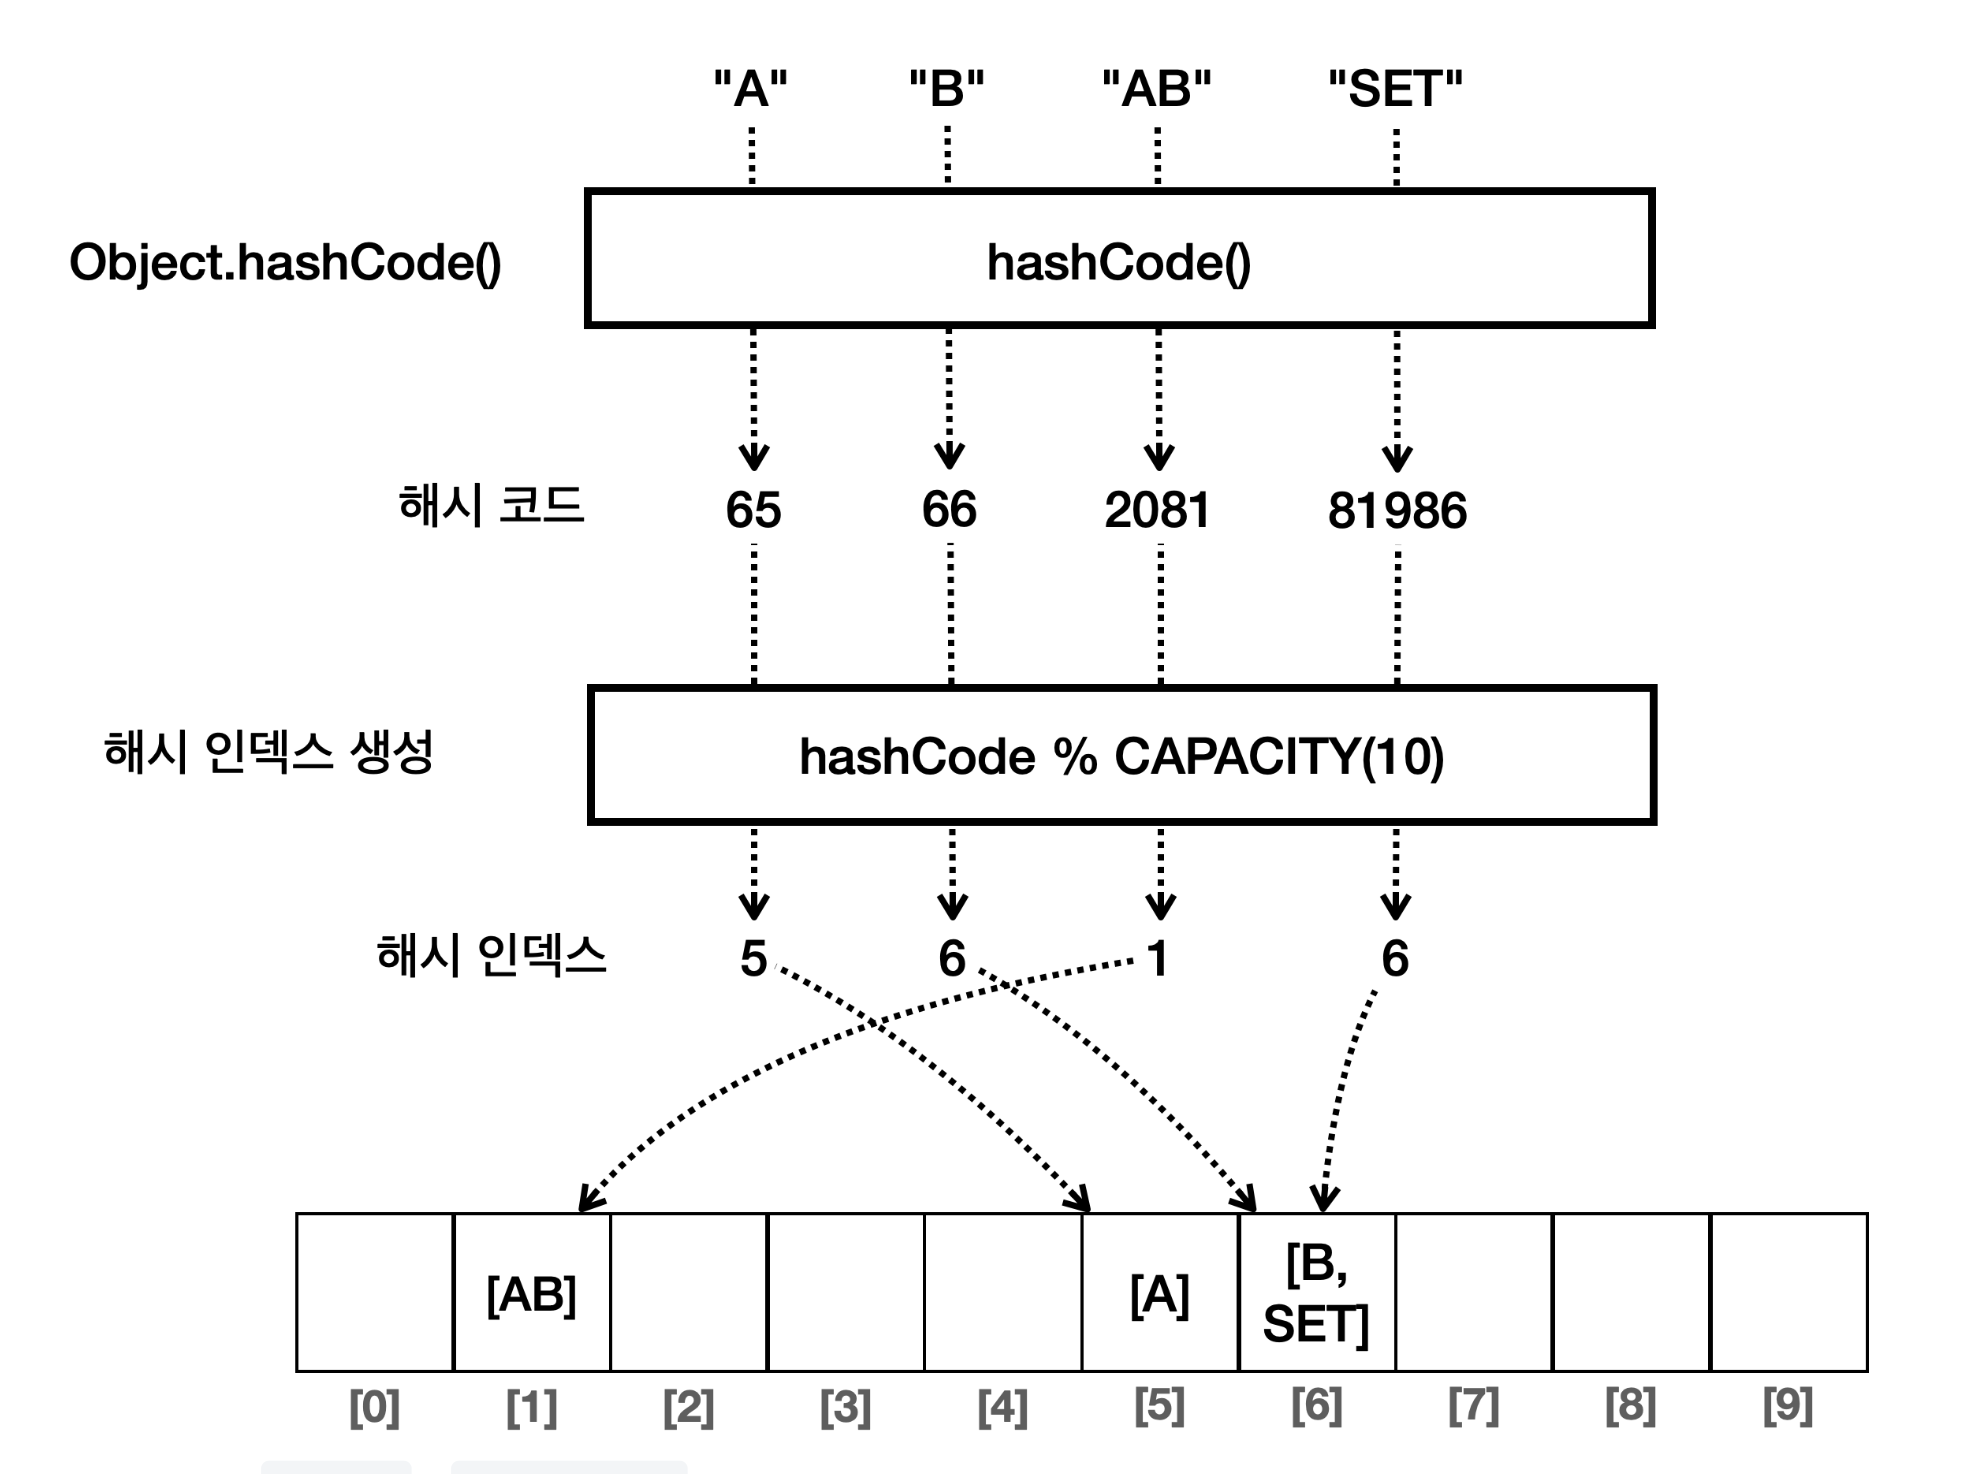 "A" "B" "AB" "SET"
Object.hashCode() hashCode()
해시 코드 65 66 2081 81986
해시 인덱스 생성 hashCode % CAPACITY(10)
해시 인덱스 5 6 1 6
[AB] [A] [B,
SET]
[0] [1] [2] [3] [4] [5] [6] [7] [8] [9]